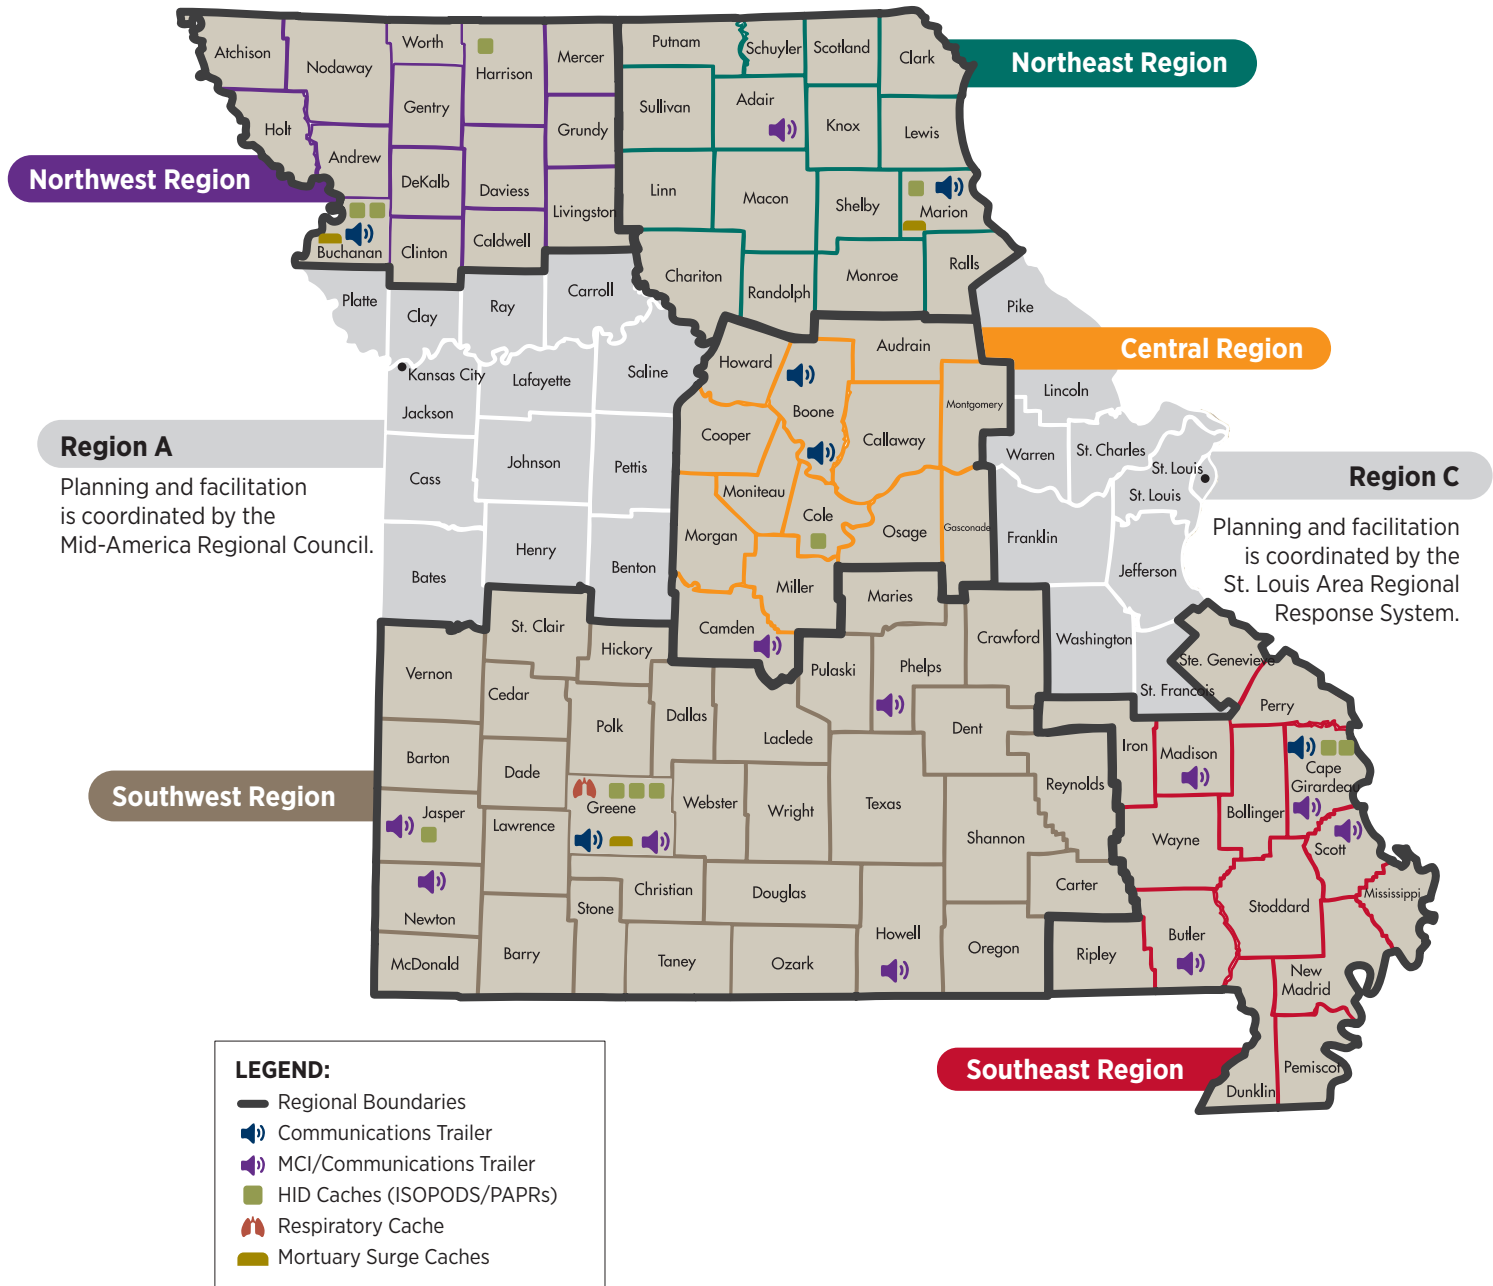 Atchison
Nodaway
Worth
Harrison
Mercer
Putnam
Schuyler
Scotland
Clark
Northeast Region
Gentry
Sullivan
Adair
Knox
Lewis
Holt
Andrew
Grundy
Northwest Region
DeKalb
Daviess
Livingston
Linn
Macon
Shelby
Marion
Buchanan
Clinton
Caldwell
Chariton
Randolph
Monroe
Ralls
Platte
Clay
Ray
Carroll
Pike
Howard
Audrain
Central Region
Kansas City
Lafayette
Saline
Lincoln
Jackson
Boone
Montgomery
Region A
Planning and facilitation
is coordinated by the
Mid-America Regional Council.
Cooper
Callaway
Warren
St. Charles
St. Louis
St. Louis
Region C
Planning and facilitation
is coordinated by the
St. Louis Area Regional
Response System.
Cass
Johnson
Pettis
Moniteau
Cole
Morgan
Osage
Gasconade
Franklin
Jefferson
Bates
Henry
Benton
Miller
Maries
Camden
Crawford
Washington
St. Clair
Hickory
Pulaski
Phelps
Ste. Genevieve
St. Francois
Perry
Vernon
Cedar
Polk
Dallas
Laclede
Dent
Iron
Madison
Cape
Girardeau
Barton
Dade
Reynolds
Bollinger
Southwest Region
Jasper
Greene
Webster
Wright
Texas
Lawrence
Shannon
Wayne
Scott
Mississippi
Newton
Stone
Christian
Douglas
Carter
Stoddard
McDonald
Barry
Taney
Ozark
Howell
Oregon
Ripley
Butler
New
Madrid
Southeast Region
Pemiscot
Dunklin
LEGEND:
Regional Boundaries
Communications Trailer
MCI/Communications Trailer
HID Caches (ISOPODS/PAPRs)
Respiratory Cache
Mortuary Surge Caches